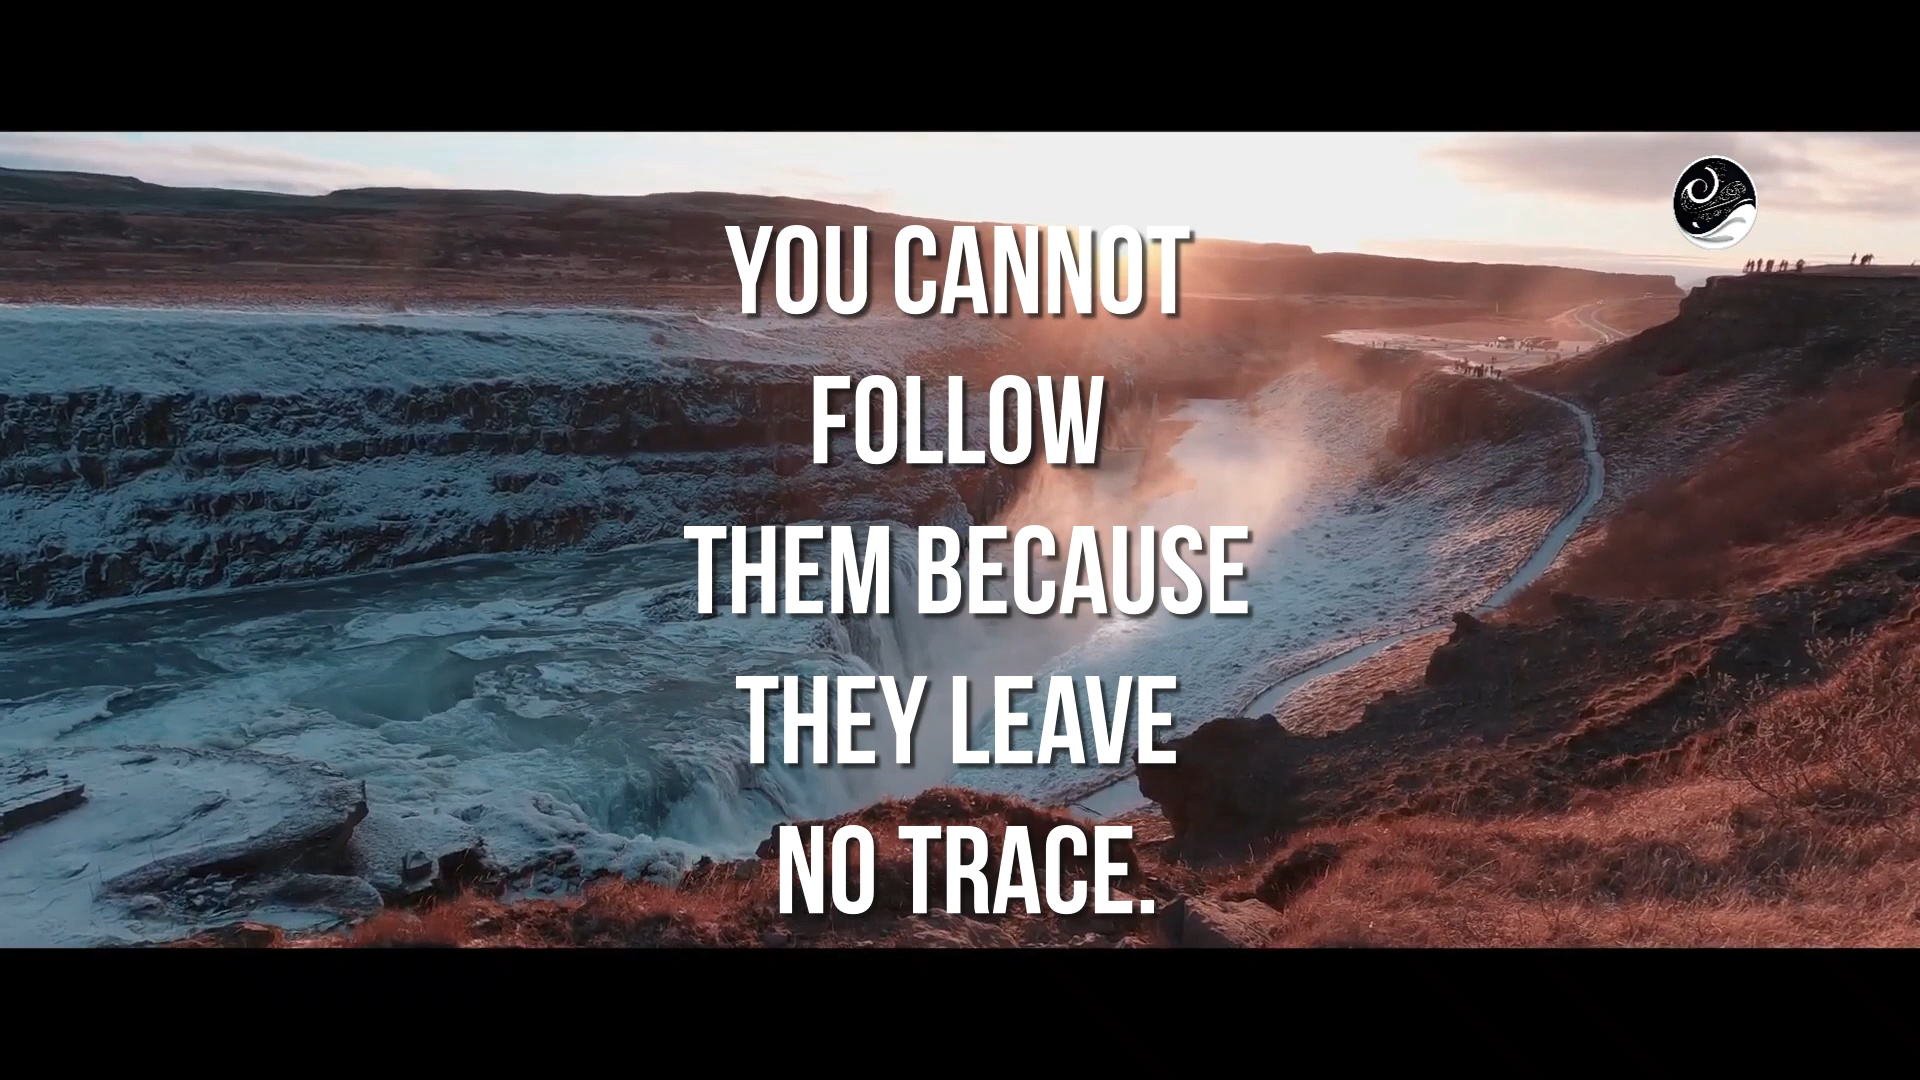 YOU CANNOT
FOLLOW
THEM BECAUSE
THEY LEAVE
NO TRACE.